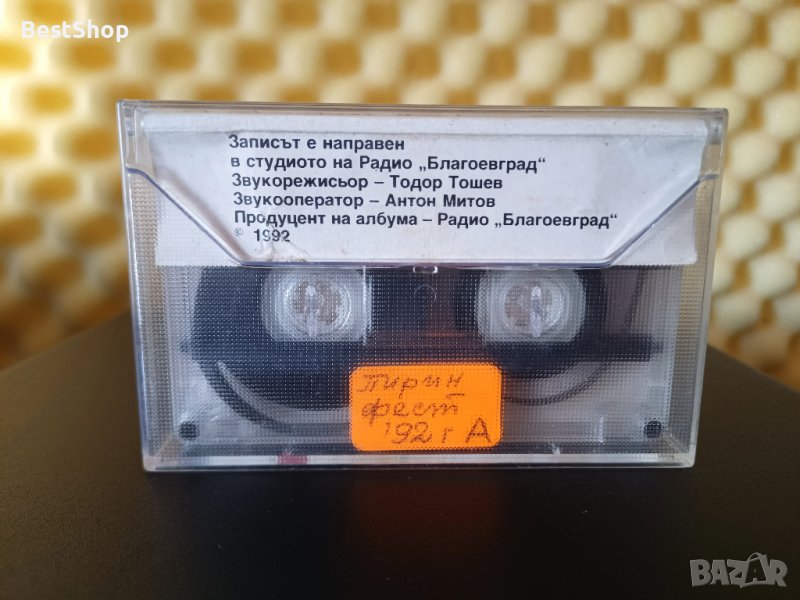 BestShop
Записът е направен
в студиото на Радио „Благоевград“
Звукорежисьор – Тодор Тошев
Звукооператор – Антон Митов
Продуцент на албума – Радио „Благоевград“
© 1992
Пирин
фест
'92 г А
BAZAR